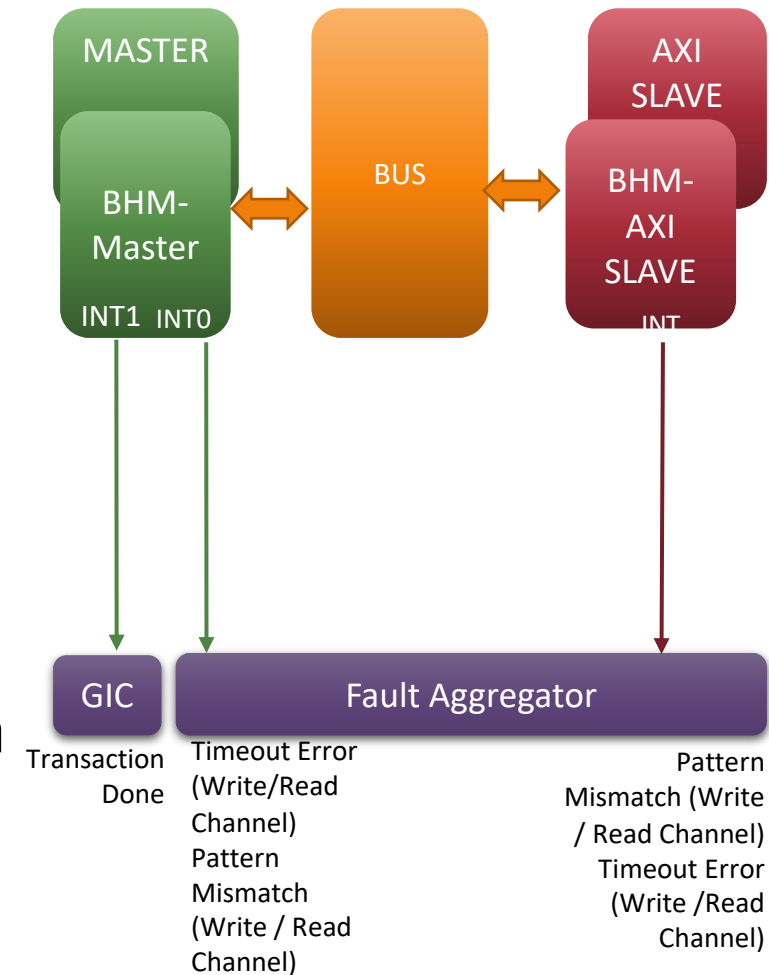 MASTER
BHM-
Master
INT1 INT0
BUS
AXI
SLAVE
BHM-
AXI
SLAVE
INT
GIC
Fault Aggregator
Transaction
Done
Timeout Error
(Write/Read
Channel)
Pattern
Mismatch
(Write / Read
Channel)
Pattern
Mismatch (Write
/ Read Channel)
Timeout Error
(Write /Read
Channel)